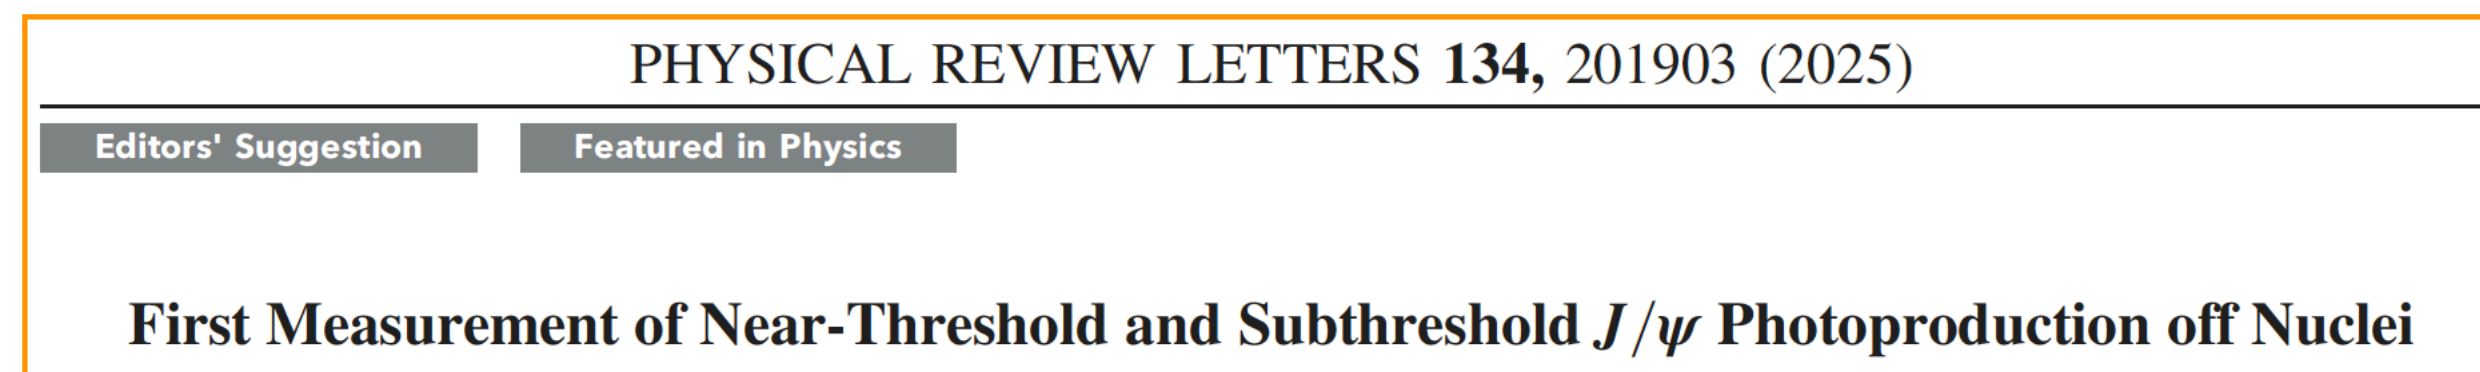 PHYSICAL REVIEW LETTERS 134, 201903 (2025)
Editors' Suggestion Featured in Physics
First Measurement of Near-Threshold and Subthreshold J/ψ Photoproduction off Nuclei